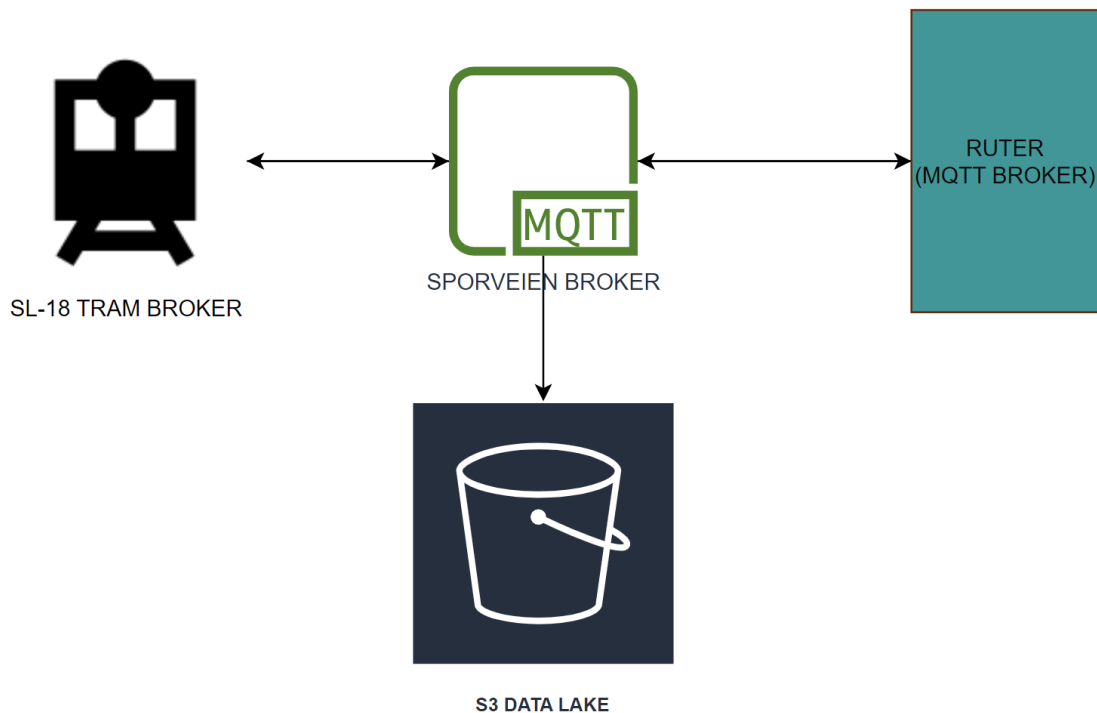 RUTER
(MQTT BROKER)
MQTT
SPORVEIEN BROKER
SL-18 TRAM BROKER
S3 DATA LAKE